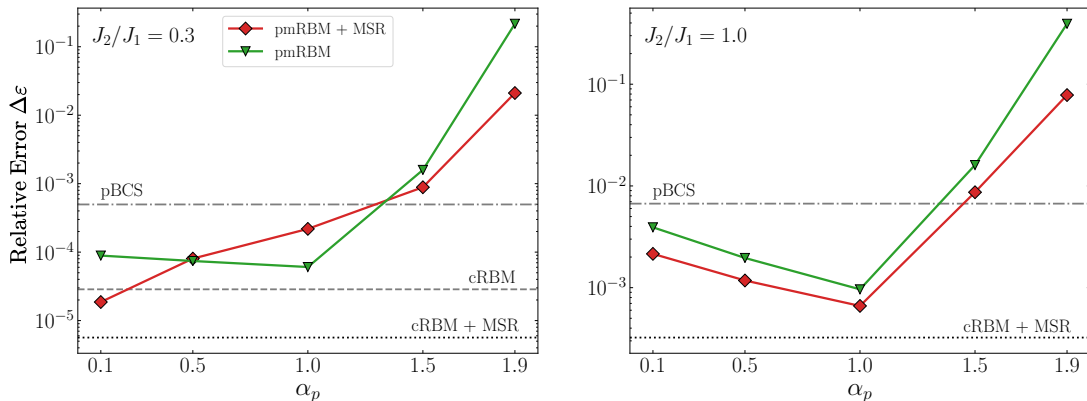 Relative Error Δε
10⁻¹
10⁻²
10⁻³
10⁻⁴
10⁻⁵
J₂/J₁ = 0.3
pmRBM + MSR
pmRBM
pBCS
cRBM
cRBM + MSR
0.1 0.5 1.0 1.5 1.9
αₚ
10⁻¹
10⁻²
10⁻³
J₂/J₁ = 1.0
pBCS
cRBM + MSR
0.1 0.5 1.0 1.5 1.9
αₚ